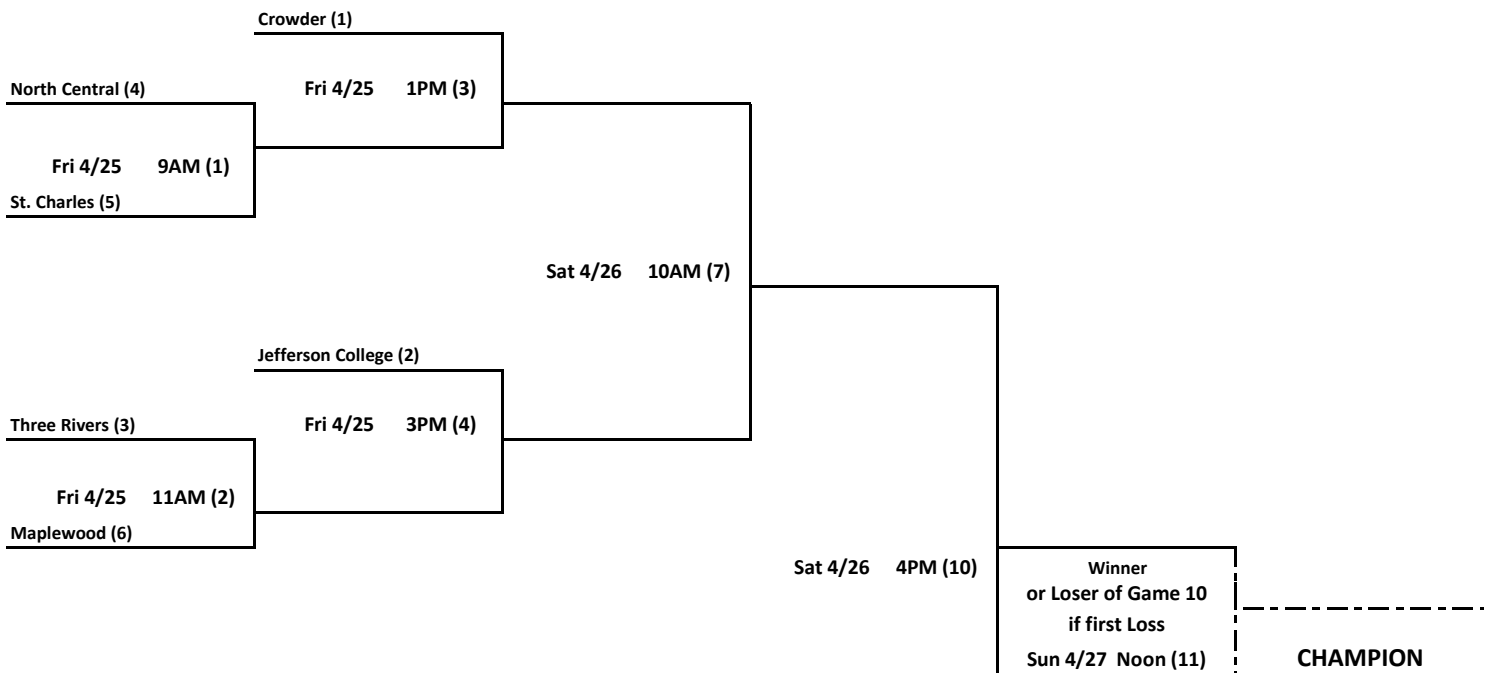 Crowder (1)
North Central (4)
Fri 4/25 1PM (3)
Fri 4/25 9AM (1)
St. Charles (5)
Sat 4/26 10AM (7)
Jefferson College (2)
Three Rivers (3)
Fri 4/25 3PM (4)
Fri 4/25 11AM (2)
Maplewood (6)
Sat 4/26 4PM (10)
Winner
or Loser of Game 10
if first Loss
Sun 4/27 Noon (11)
CHAMPION